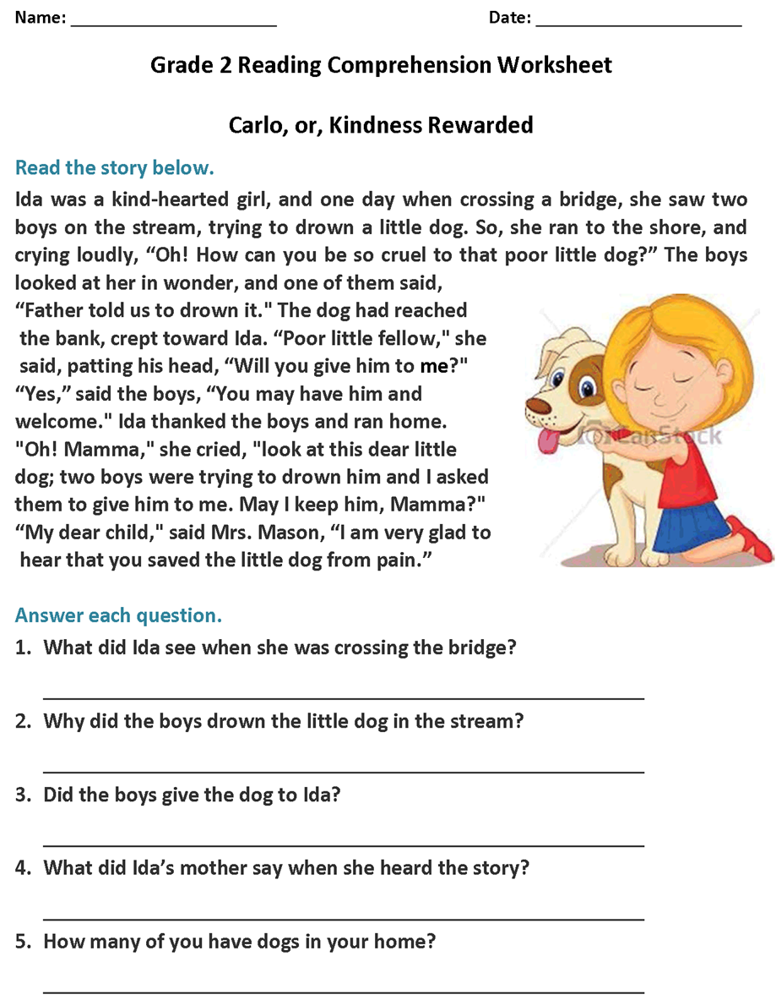 Name: ____________________ Date: ____________________
Grade 2 Reading Comprehension Worksheet
Carlo, or, Kindness Rewarded
Read the story below.
Ida was a kind-hearted girl, and one day when crossing a bridge, she saw two
boys on the stream, trying to drown a little dog. So, she ran to the shore, and
crying loudly, “Oh! How can you be so cruel to that poor little dog?” The boys
looked at her in wonder, and one of them said,
“Father told us to drown it." The dog had reached
the bank, crept toward Ida. “Poor little fellow," she
said, patting his head, “Will you give him to me?"
“Yes,” said the boys, “You may have him and
welcome." Ida thanked the boys and ran home.
"Oh! Mamma," she cried, "look at this dear little
dog; two boys were trying to drown him and I asked
them to give him to me. May I keep him, Mamma?"
“My dear child," said Mrs. Mason, “I am very glad to
hear that you saved the little dog from pain.”
CanStock
Answer each question.
1. What did Ida see when she was crossing the bridge?
2. Why did the boys drown the little dog in the stream?
3. Did the boys give the dog to Ida?
4. What did Ida’s mother say when she heard the story?
5. How many of you have dogs in your home?